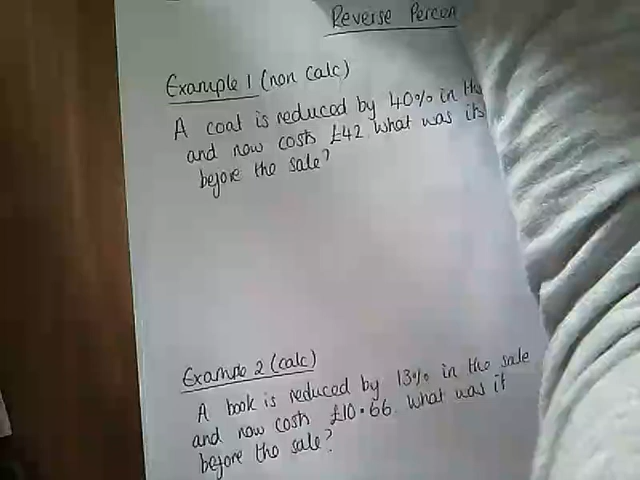 Reverse Percen
Example 1 (non calc)
A coat is reduced by 40% in the
and now costs £42. what was its
before the sale?
Example 2 (calc)
A book is reduced by 13% in the sale
and now costs £10.66. what was it
before the sale?